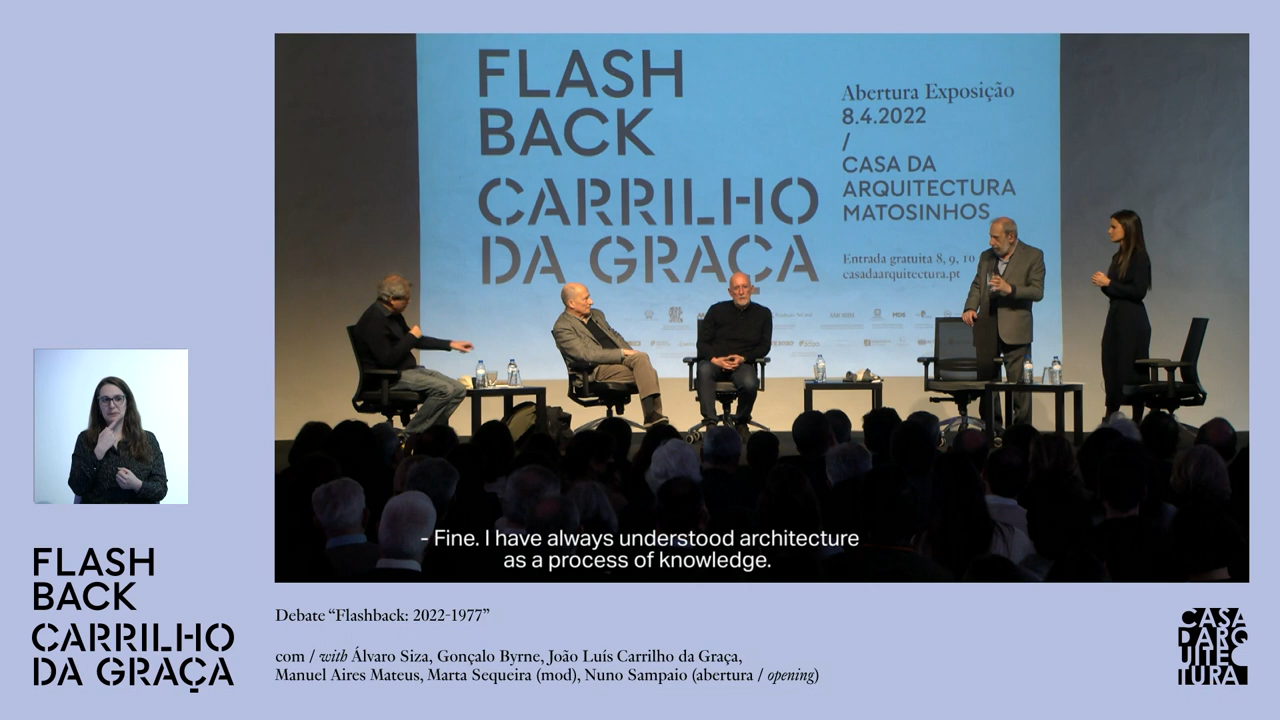 FLASH
BACK
CARRILHO
DA GRAÇA
Abertura Exposição
8.4.2022
/
CASA DA
ARQUITECTURA
MATOSINHOS
Entrada gratuita 8, 9, 10
casadaarquitectura.pt
- Fine. I have always understood architecture
as a process of knowledge.
FLASH
BACK
CARRILHO
DA GRAÇA
Debate “Flashback: 2022-1977”
com / with Álvaro Siza, Gonçalo Byrne, João Luís Carrilho da Graça,
Manuel Aires Mateus, Marta Sequeira (mod), Nuno Sampaio (abertura / opening)
CASA
DARQ
UITEC
TURA